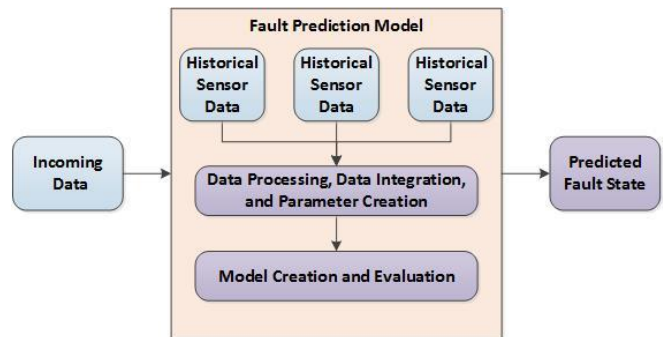 Fault Prediction Model
Historical
Sensor
Data
Historical
Sensor
Data
Historical
Sensor
Data
Incoming
Data
Data Processing, Data Integration,
and Parameter Creation
Predicted
Fault State
Model Creation and Evaluation